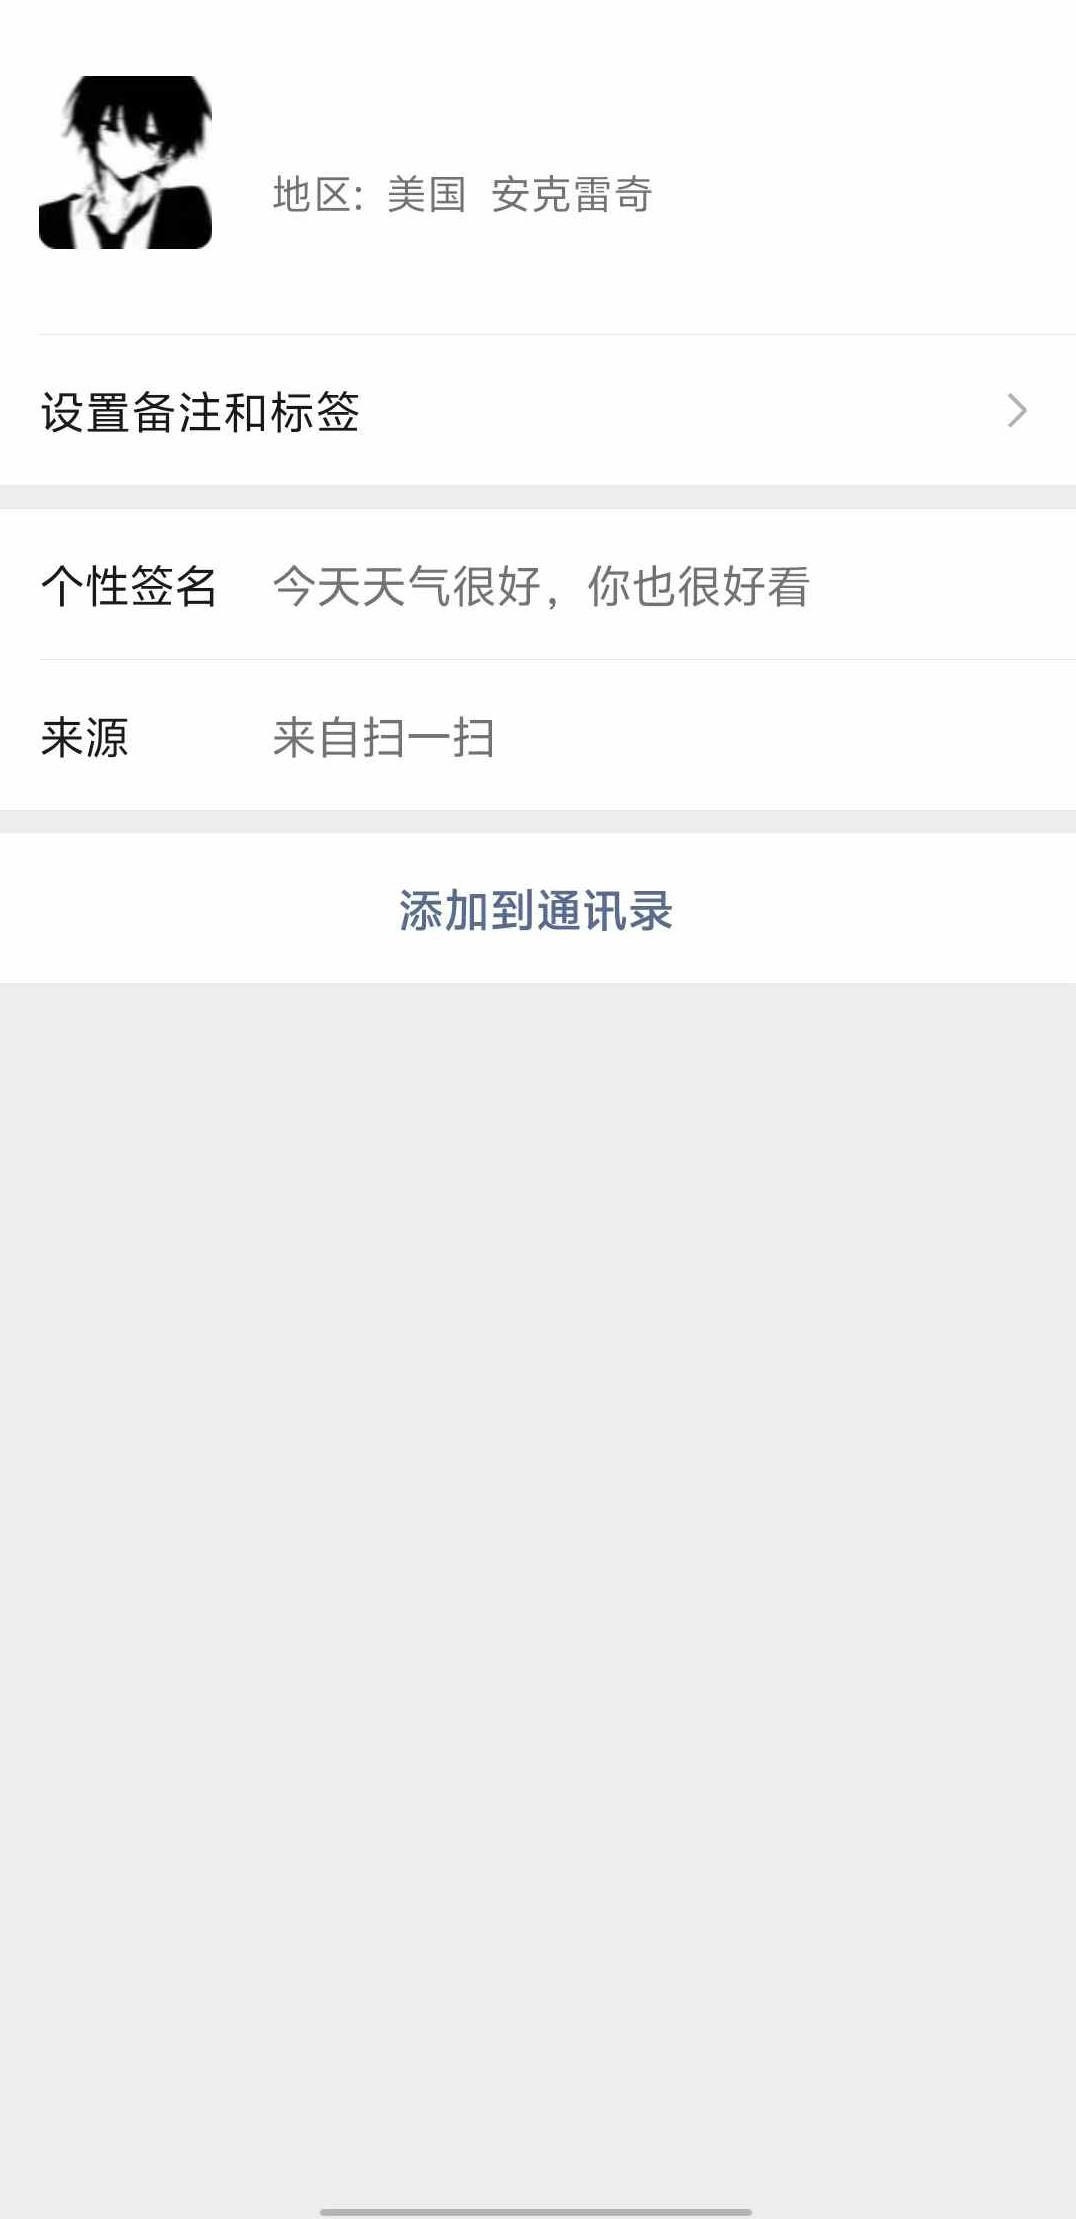 地区: 美国 安克雷奇
设置备注和标签
个性签名 今天天气很好，你也很好看
来源 来自扫一扫
添加到通讯录